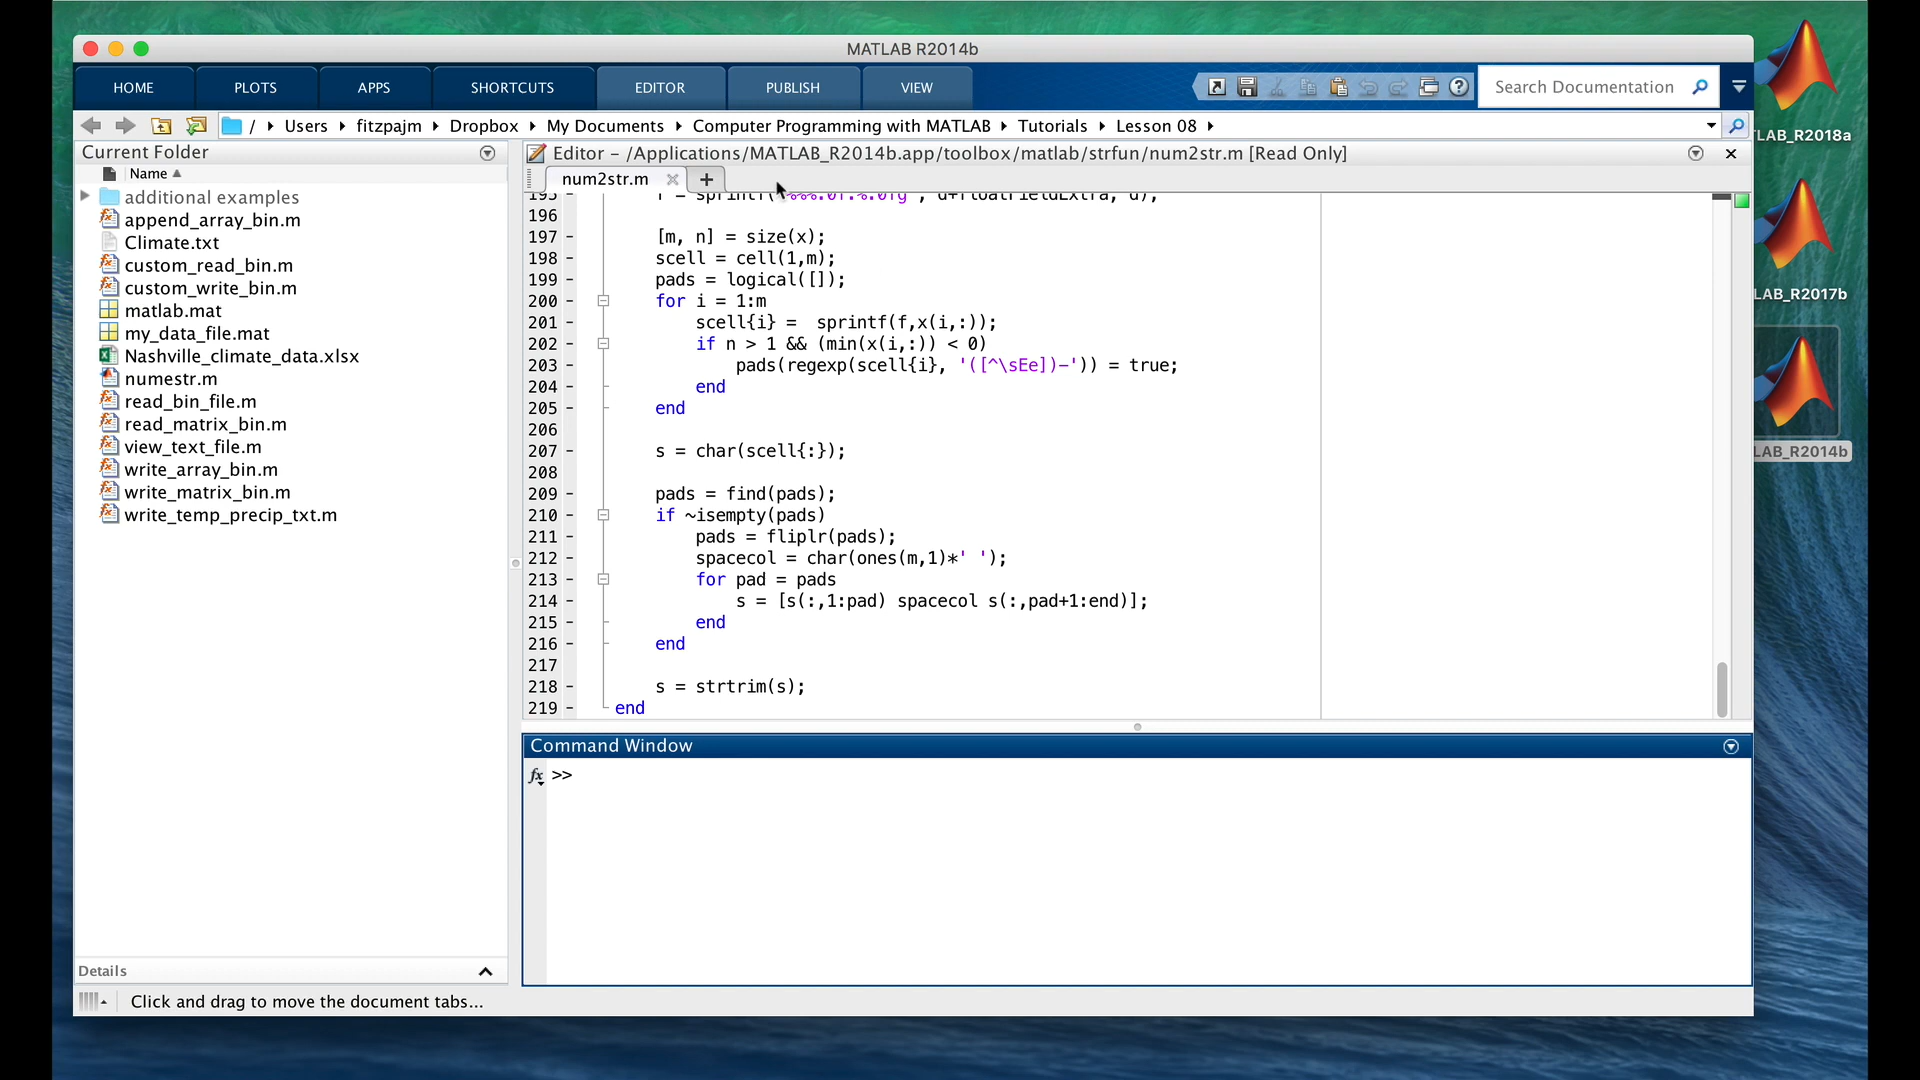 MATLAB R2014b
HOME PLOTS APPS SHORTCUTS EDITOR PUBLISH VIEW Search Documentation
/ Users fitzpajm Dropbox My Documents Computer Programming with MATLAB Tutorials Lesson 08
Current Folder
Name
additional examples
append_array_bin.m
Climate.txt
custom_read_bin.m
custom_write_bin.m
matlab.mat
my_data_file.mat
Nashville_climate_data.xlsx
numestr.m
read_bin_file.m
read_matrix_bin.m
view_text_file.m
write_array_bin.m
write_matrix_bin.m
write_temp_precip_txt.m
Details
Click and drag to move the document tabs...
Editor - /Applications/MATLAB_R2014b.app/toolbox/matlab/strfun/num2str.m [Read Only]
num2str.m
196
197 - [m, n] = size(x);
198 - scell = cell(1,m);
199 - pads = logical([]);
200 - for i = 1:m
201 - scell{i} =  sprintf(f,x(i,:));
202 - if n > 1 && (min(x(i,:)) < 0)
203 - pads(regexp(scell{i}, '([^\sEe])-')) = true;
204 - end
205 - end
206
207 - s = char(scell{:});
208
209 - pads = find(pads);
210 - if ~isempty(pads)
211 - pads = fliplr(pads);
212 - spacecol = char(ones(m,1)*' ');
213 - for pad = pads
214 - s = [s(:,1:pad) spacecol s(:,pad+1:end)];
215 - end
216 - end
217
218 - s = strtrim(s);
219 - end
Command Window
fx >>
LAB_R2018a
LAB_R2017b
LAB_R2014b